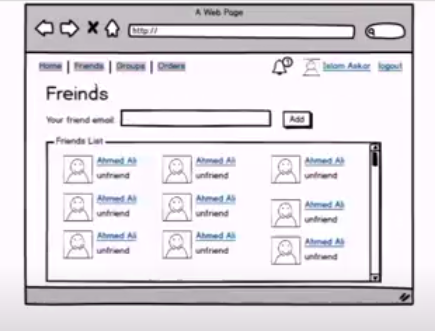 A Web Page
http://
Home | Friends | Groups | Orders
1
Islam Askar logout
Freinds
Your friend email: Add
Friends List
Ahmed Ali Ahmed Ali Ahmed Ali
unfriend unfriend unfriend
Ahmed Ali Ahmed Ali Ahmed Ali
unfriend unfriend unfriend
Ahmed Ali Ahmed Ali Ahmed Ali
unfriend unfriend unfriend